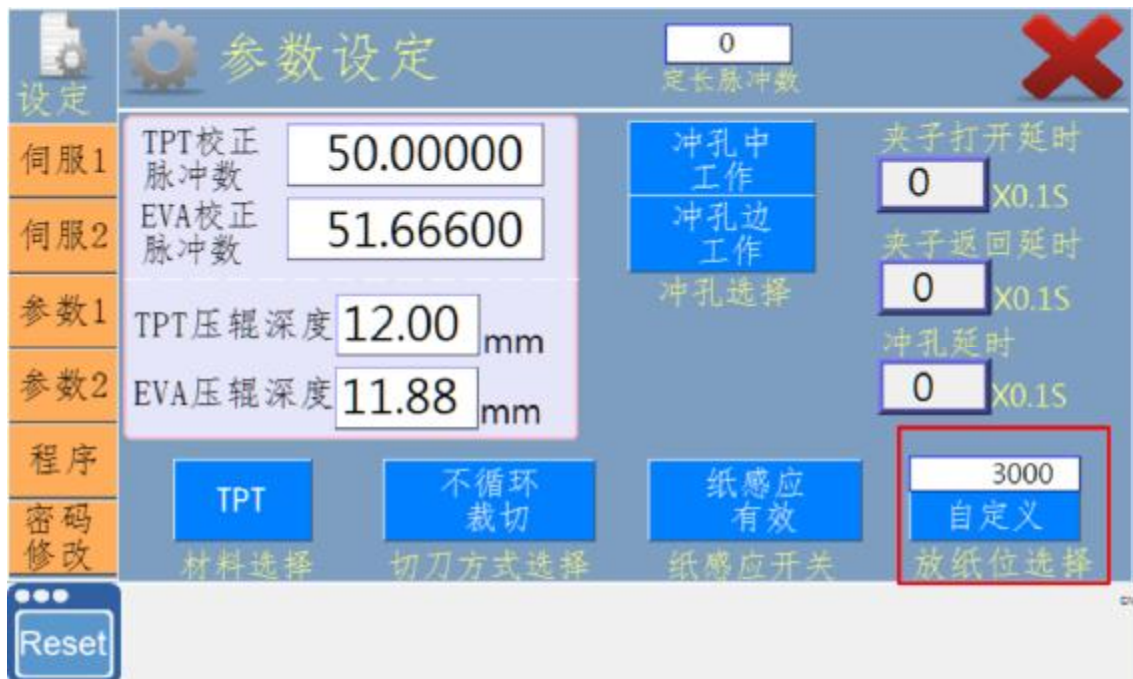 设定
参数设定
0
定长脉冲数
伺服1
伺服2
参数1
参数2
程序
密码
修改
TPT校正
脉冲数
50.00000
EVA校正
脉冲数
51.66600
TPT压辊深度
12.00
mm
EVA压辊深度
11.88
mm
冲孔中
工作
冲孔边
工作
冲孔选择
夹子打开延时
0
X0.1S
夹子返回延时
0
X0.1S
冲孔延时
0
X0.1S
TPT
材料选择
不循环
裁切
切刀方式选择
纸感应
有效
纸感应开关
3000
自定义
放纸位选择
Reset